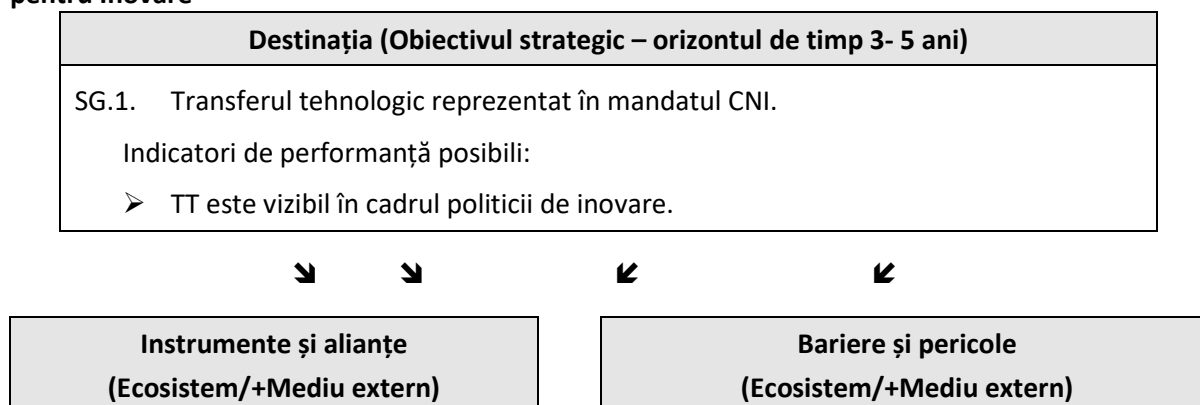 pentru inovare
Destinația (Obiectivul strategic – orizontul de timp 3- 5 ani)
SG.1. Transferul tehnologic reprezentat în mandatul CNI.
Indicatori de performanță posibili:
➢ TT este vizibil în cadrul politicii de inovare.
Instrumente și alianțe
(Ecosistem/+Mediu extern)
Bariere și pericole
(Ecosistem/+Mediu extern)